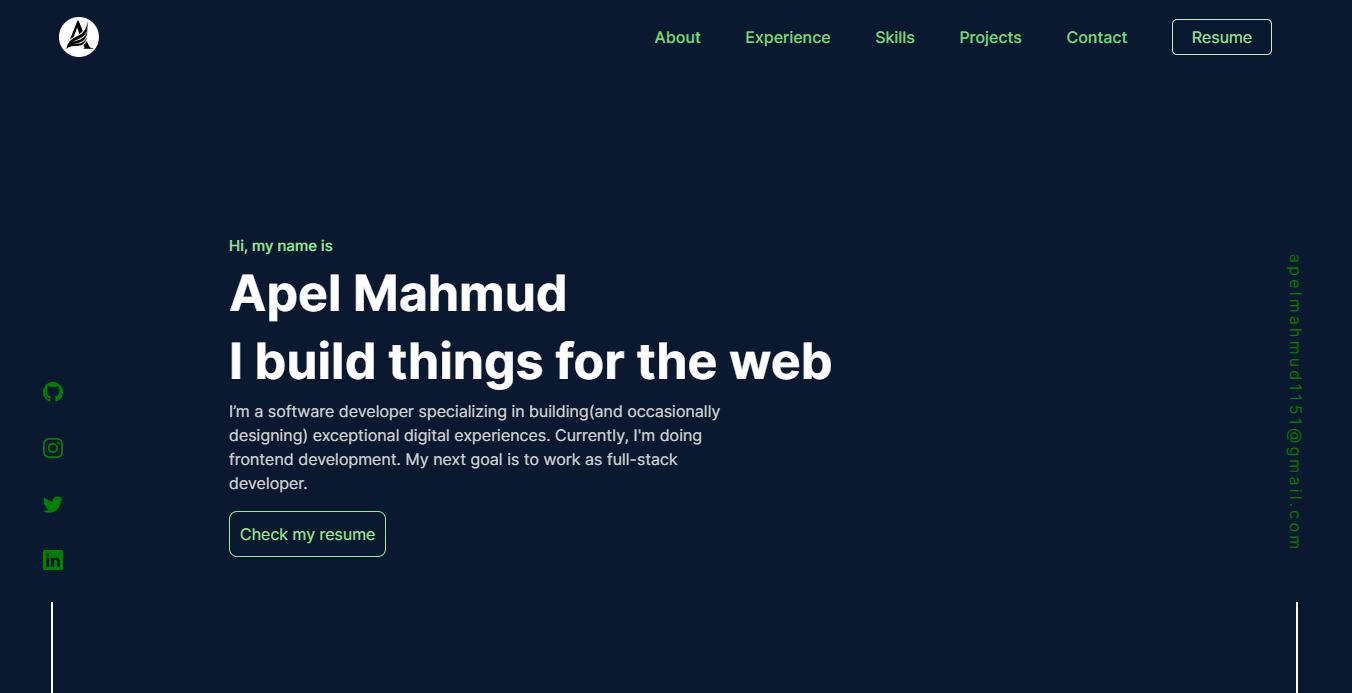 About Experience Skills Projects Contact Resume
Hi, my name is
Apel Mahmud
I build things for the web
I'm a software developer specializing in building(and occasionally
designing) exceptional digital experiences. Currently, I'm doing
frontend development. My next goal is to work as full-stack
developer.
Check my resume
apelmahmud1151@gmail.com